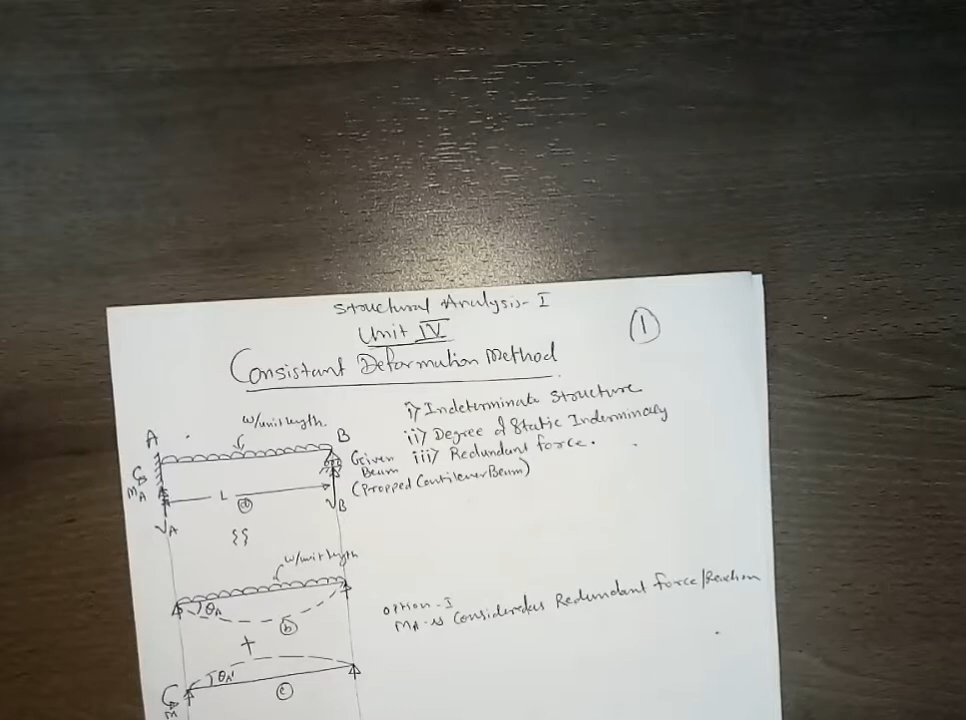 Structural Analysis-I
Unit IV
①
Consistant Deformation Method
i) Indeterminate Structure
ii) Degree of Static Inderminacy
iii) Redundant force.
w/unit length.
A
B
Given
Beam
(Propped Cantilever Beam)
MA
L
ⓐ
VA
VB
w/unit length
θA
ⓑ
option-I
MA is Considered as Redundant force/Reaction
+
θA'
ⓒ
M